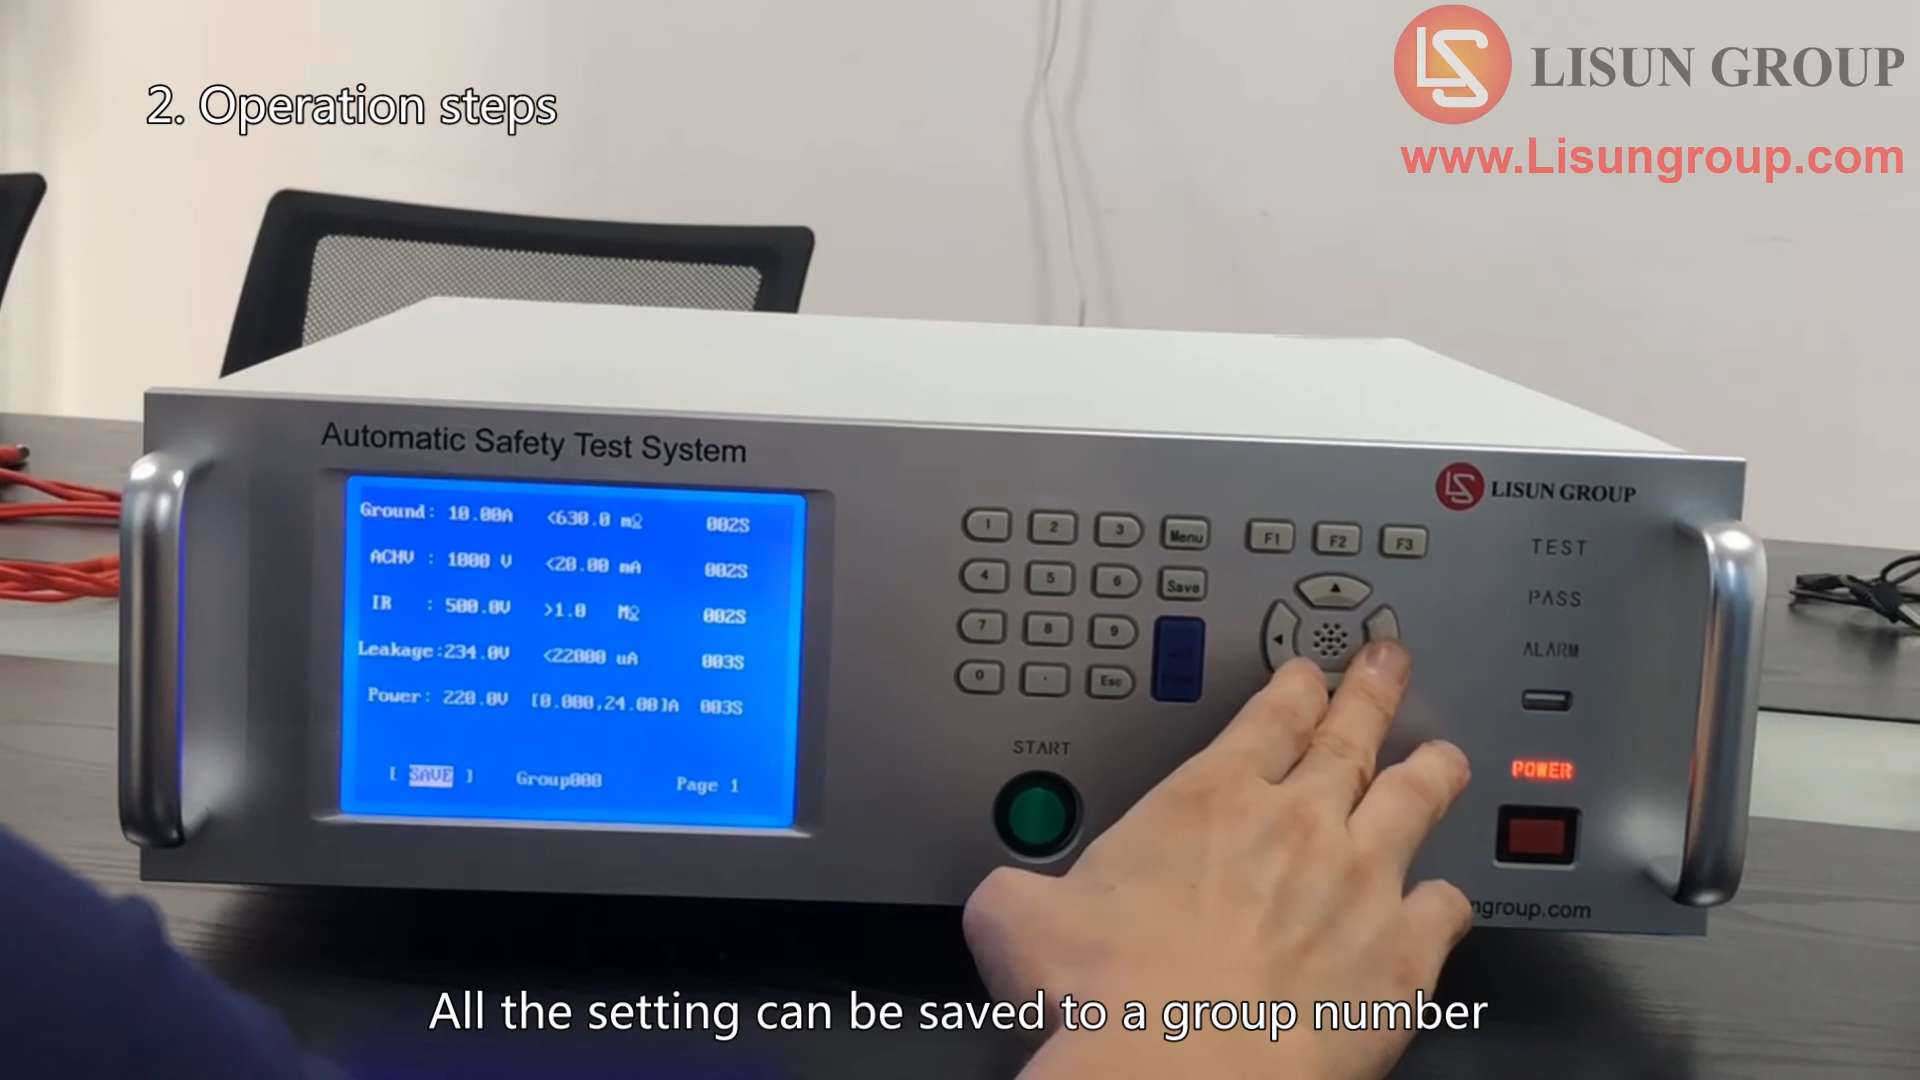 LS LISUN GROUP
www.Lisungroup.com
2. Operation steps
Automatic Safety Test System
LS LISUN GROUP
Ground: 10.00A <630.0 mΩ 002S
ACHV : 1000 V <20.00 mA 002S
IR : 500.0V >1.0 MΩ 002S
Leakage:234.0V <22000 uA 003S
Power: 220.0V [0.000,24.00]A 003S
[ SAVE ] Group000 Page 1
1 2 3 Menu F1 F2 F3
4 5 6 Save
7 8 9
0 . Esc
START
TEST
PASS
ALARM
POWER
ngroup.com
All the setting can be saved to a group number